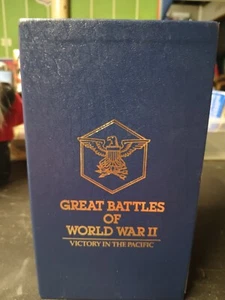 GREAT BATTLES
OF
WORLD WAR II
VICTORY IN THE PACIFIC